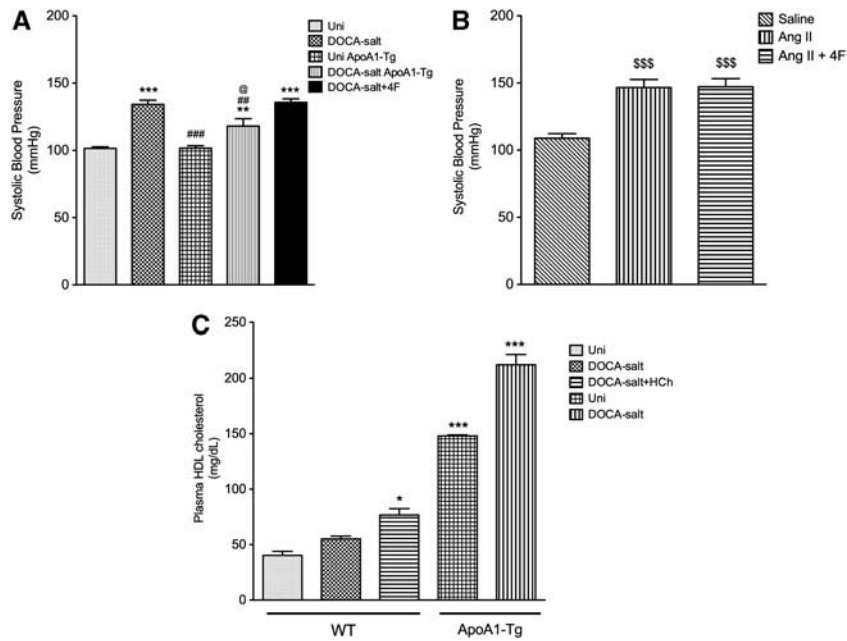 A
Systolic Blood Pressure
(mmHg)
200
150
100
50
0
***
###
@
##
**
***
Uni
DOCA-salt
Uni ApoA1-Tg
DOCA-salt ApoA1-Tg
DOCA-salt+4F
B
Systolic Blood Pressure
(mmHg)
200
150
100
50
0
$$$
$$$
Saline
Ang II
Ang II + 4F
C
Plasma HDL cholesterol
(mg/dL)
250
200
150
100
50
0
*
***
***
Uni
DOCA-salt
DOCA-salt+HCh
Uni
DOCA-salt
WT
ApoA1-Tg